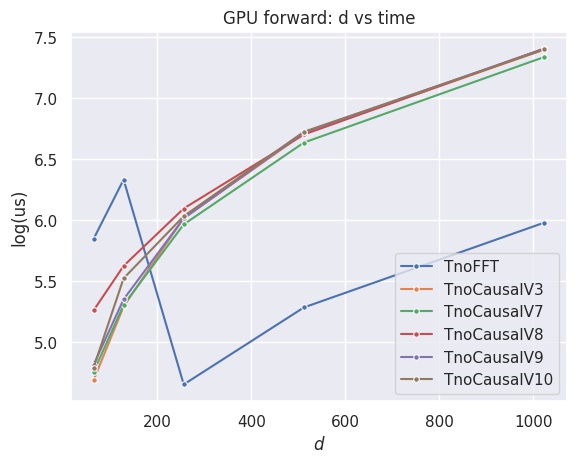 GPU forward: d vs time
log(us)
7.5
7.0
6.5
6.0
5.5
5.0
200
400
600
800
1000
d
TnoFFT
TnoCausalV3
TnoCausalV7
TnoCausalV8
TnoCausalV9
TnoCausalV10